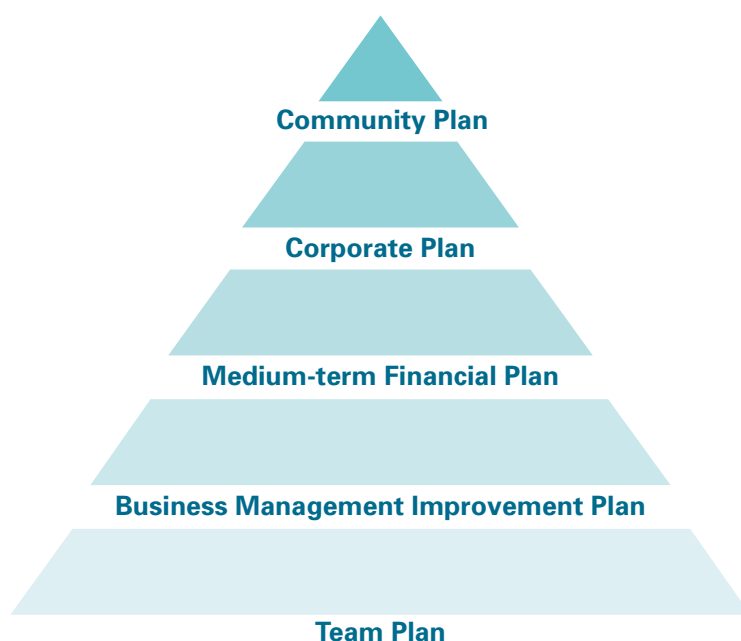 Community Plan
Corporate Plan
Medium-term Financial Plan
Business Management Improvement Plan
Team Plan